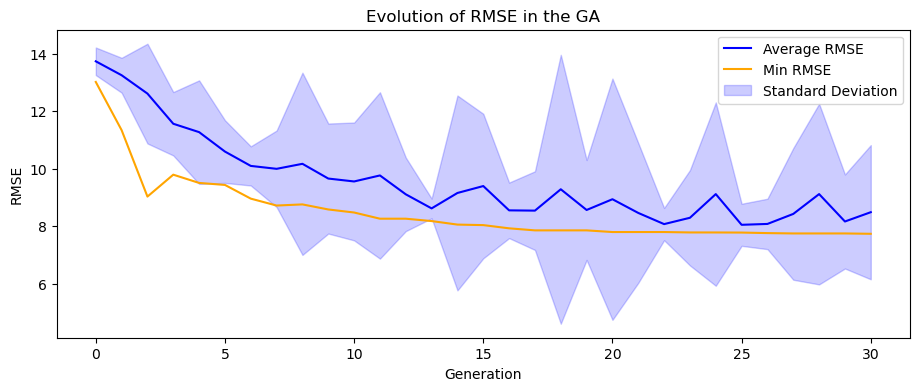 Evolution of RMSE in the GA
14
12
10
8
6
RMSE
Average RMSE
Min RMSE
Standard Deviation
0 5 10 15 20 25 30
Generation